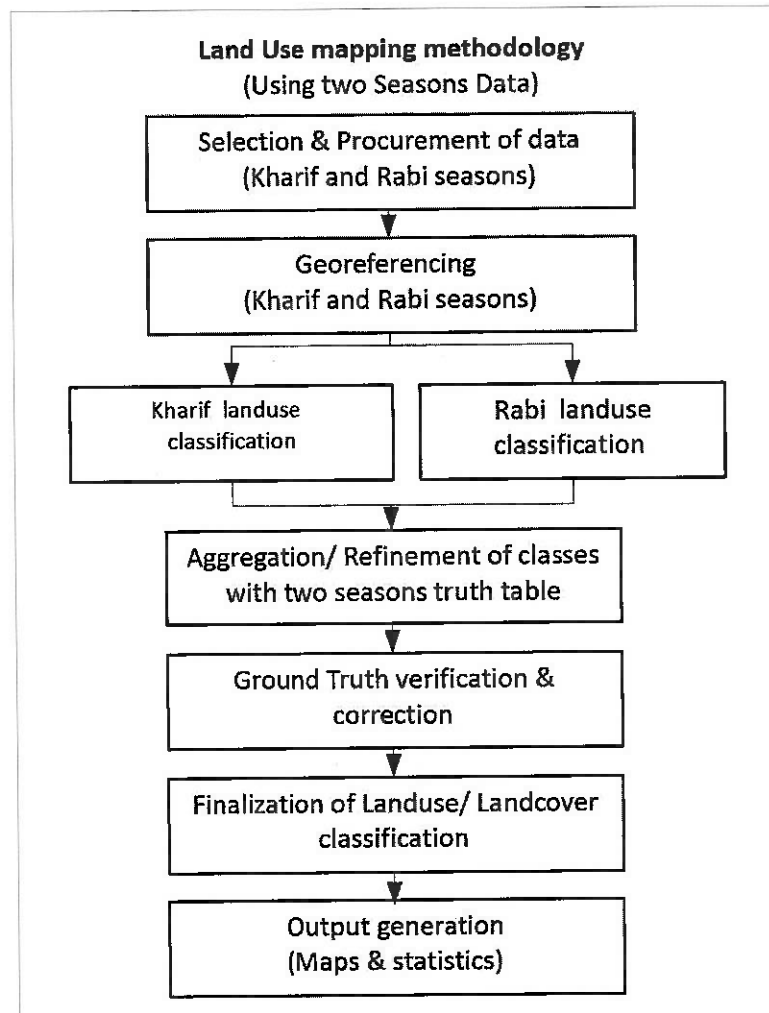 Land Use mapping methodology
(Using two Seasons Data)
Selection & Procurement of data
(Kharif and Rabi seasons)
Georeferencing
(Kharif and Rabi seasons)
Kharif landuse
classification
Rabi landuse
classification
Aggregation/ Refinement of classes
with two seasons truth table
Ground Truth verification &
correction
Finalization of Landuse/ Landcover
classification
Output generation
(Maps & statistics)